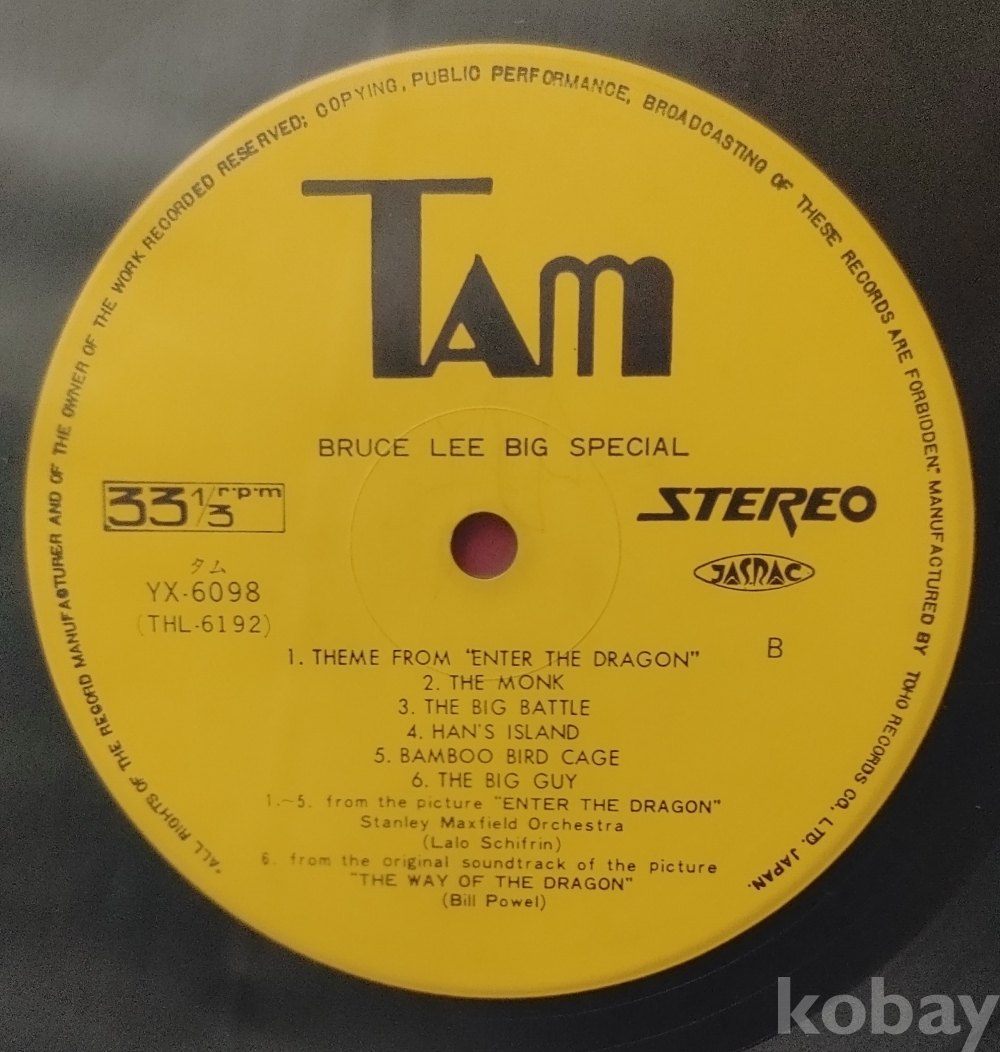 "ALL RIGHTS OF THE RECORD MANUFACTURER AND OF THE OWNER OF THE WORK RECORDED RESERVED; COPYING, PUBLIC PERFORMANCE, BROADCASTING OF THESE RECORDS ARE FORBIDDEN." MANUFACTURED BY TOHO RECORDS CO., LTD. JAPAN.
TAM
BRUCE LEE BIG SPECIAL
33 1/3 r·p·m
STEREO
タム
YX-6098
(THL-6192)
JASRAC
B
1. THEME FROM "ENTER THE DRAGON"
2. THE MONK
3. THE BIG BATTLE
4. HAN'S ISLAND
5. BAMBOO BIRD CAGE
6. THE BIG GUY
1.~5. from the picture "ENTER THE DRAGON"
Stanley Maxfield Orchestra
(Lalo Schifrin)
6. from the original soundtrack of the picture
"THE WAY OF THE DRAGON"
(Bill Powel)
kobay